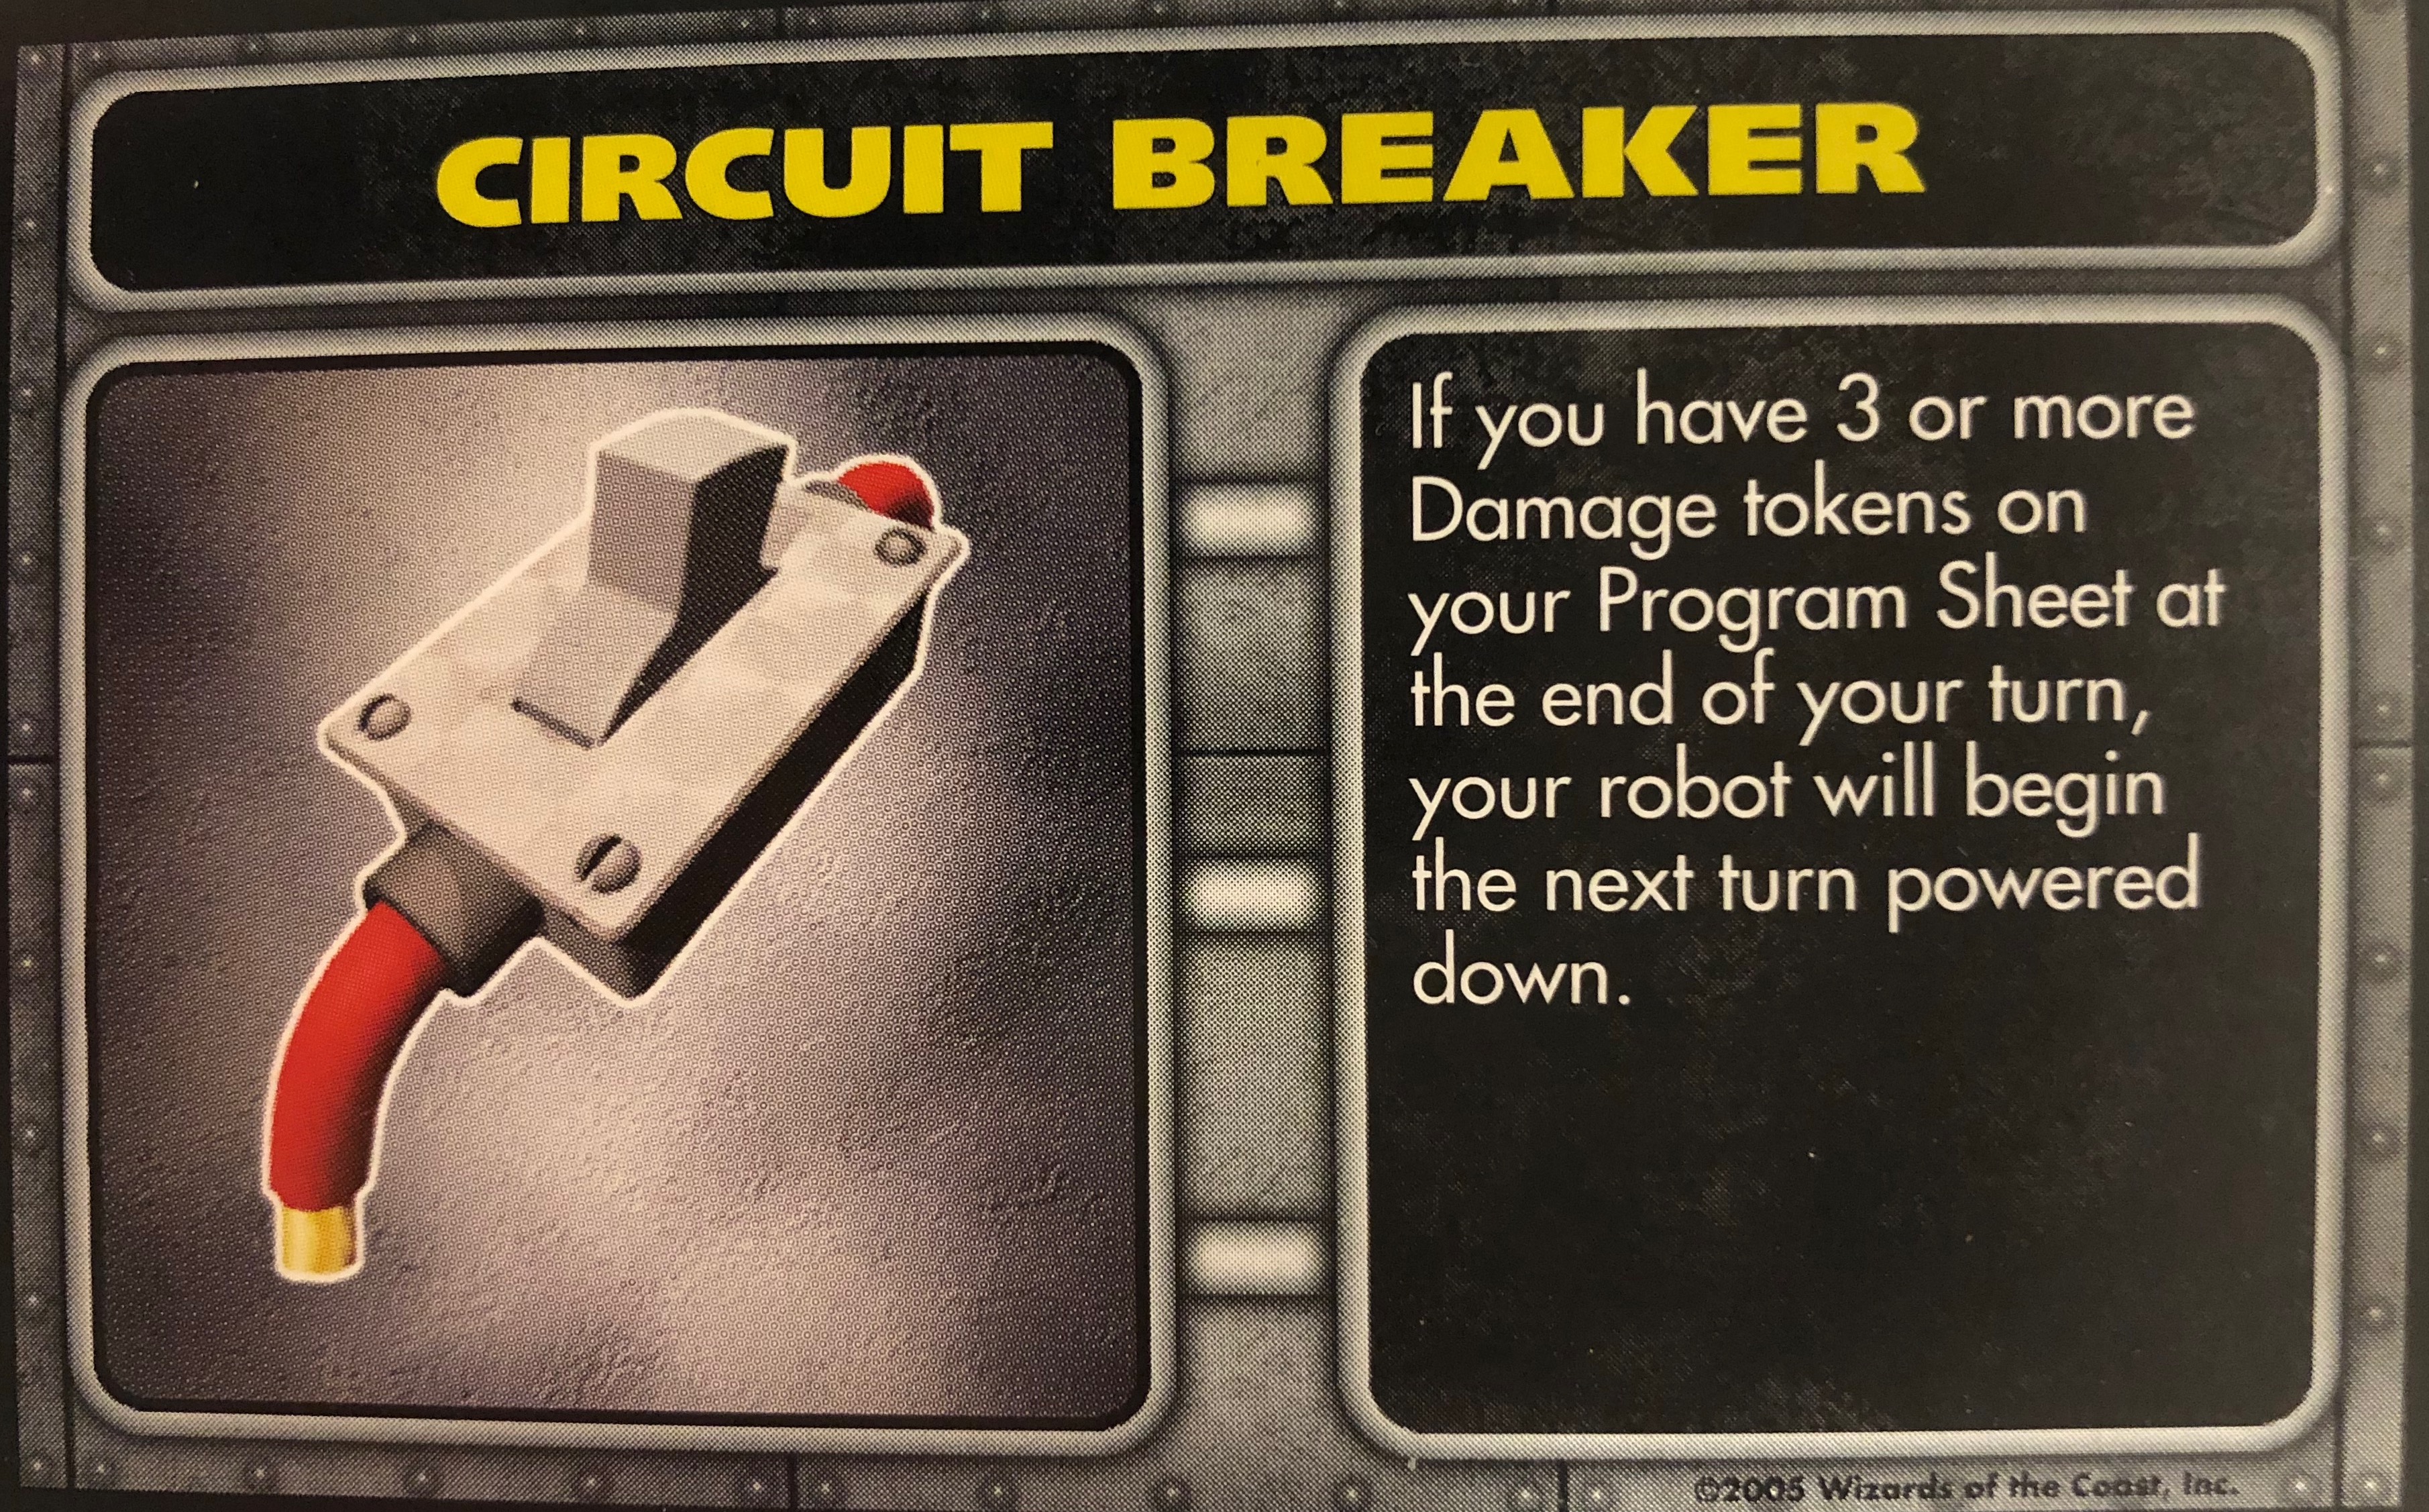 CIRCUIT BREAKER
If you have 3 or more
Damage tokens on
your Program Sheet at
the end of your turn,
your robot will begin
the next turn powered
down.
©2005 Wizards of the Coast, Inc.